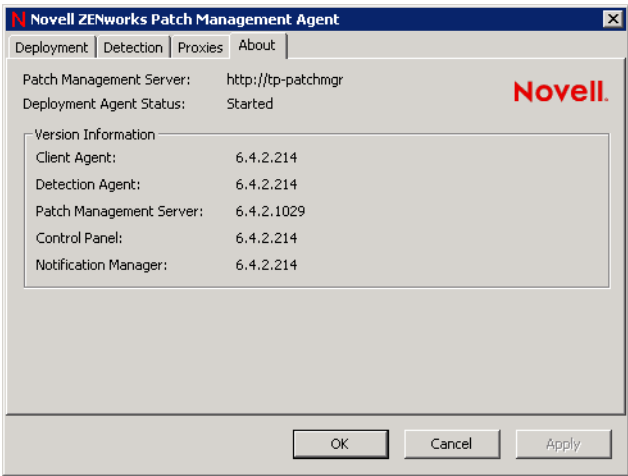 Novell ZENworks Patch Management Agent
Deployment Detection Proxies About
Patch Management Server: http://tp-patchmgr
Deployment Agent Status: Started
Novell.
Version Information
Client Agent: 6.4.2.214
Detection Agent: 6.4.2.214
Patch Management Server: 6.4.2.1029
Control Panel: 6.4.2.214
Notification Manager: 6.4.2.214
OK Cancel Apply